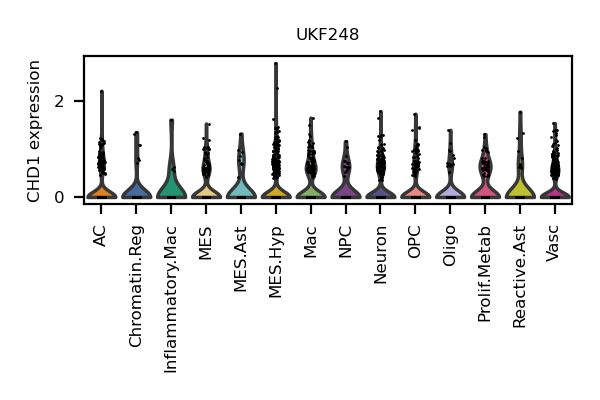 UKF248
CHD1 expression
2
0
AC
Chromatin.Reg
Inflammatory.Mac
MES
MES.Ast
MES.Hyp
Mac
NPC
Neuron
OPC
Oligo
Prolif.Metab
Reactive.Ast
Vasc